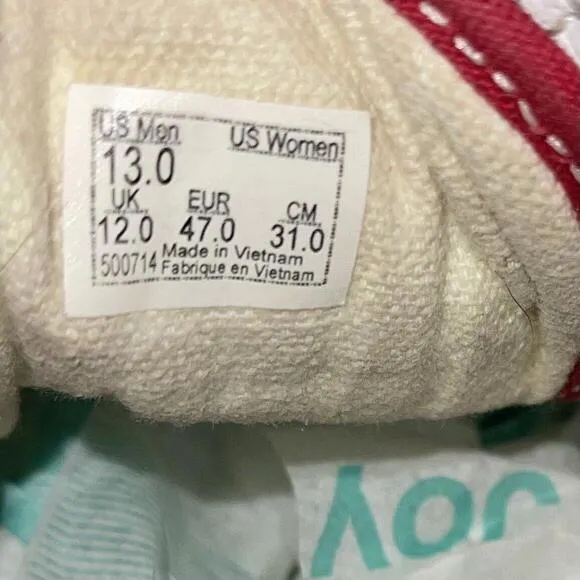 US Men US Women
13.0
UK EUR CM
12.0 47.0 31.0
500714 Made in Vietnam
Fabrique en Vietnam
JOY